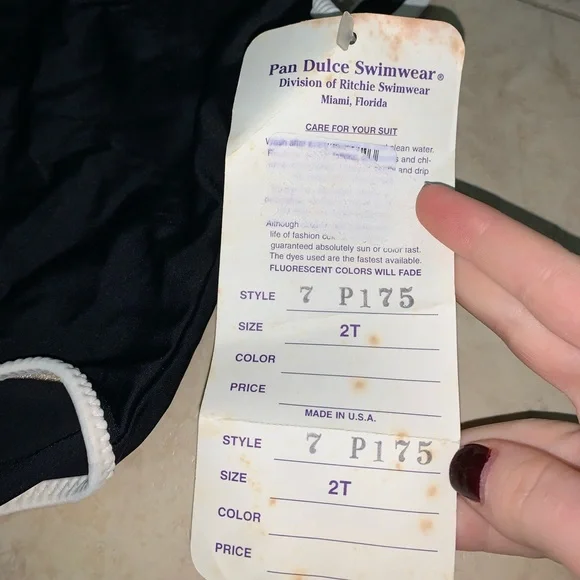 Pan Dulce Swimwear®
Division of Ritchie Swimwear
Miami, Florida
CARE FOR YOUR SUIT
clean water.
and chl-
and drip
Although
life of fashion
guaranteed absolutely sun or color fast.
The dyes used are the fastest available.
FLUORESCENT COLORS WILL FADE
STYLE 7 P175
SIZE 2T
COLOR
PRICE
MADE IN U.S.A.
STYLE 7 P175
SIZE 2T
COLOR
PRICE